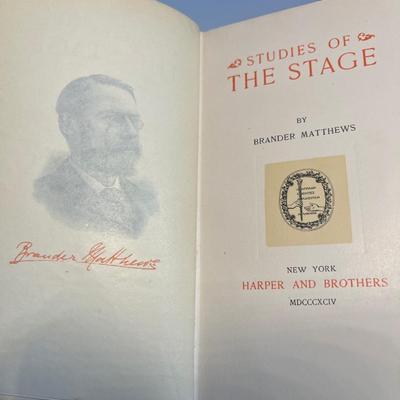 Brander Matthews
STUDIES OF
THE STAGE
BY
BRANDER MATTHEWS
NEW YORK
HARPER AND BROTHERS
MDCCCXCIV